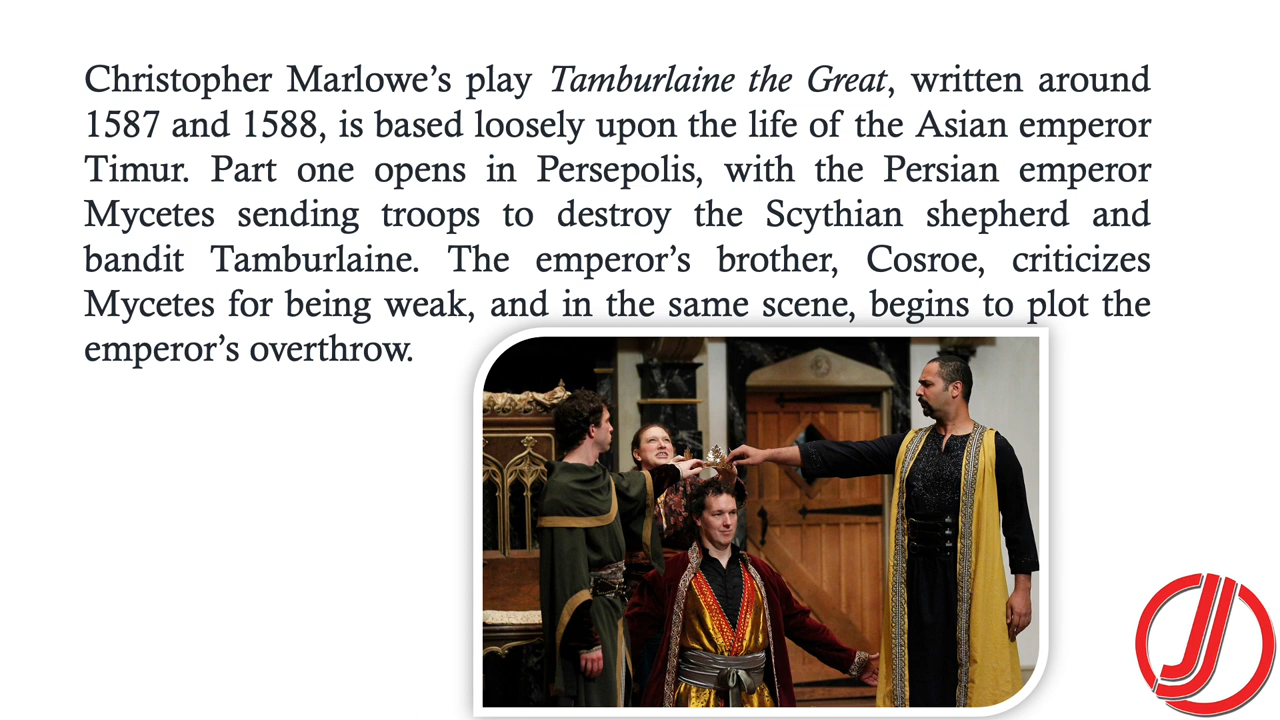 Christopher Marlowe’s play Tamburlaine the Great, written around
1587 and 1588, is based loosely upon the life of the Asian emperor
Timur. Part one opens in Persepolis, with the Persian emperor
Mycetes sending troops to destroy the Scythian shepherd and
bandit Tamburlaine. The emperor’s brother, Cosroe, criticizes
Mycetes for being weak, and in the same scene, begins to plot the
emperor’s overthrow.